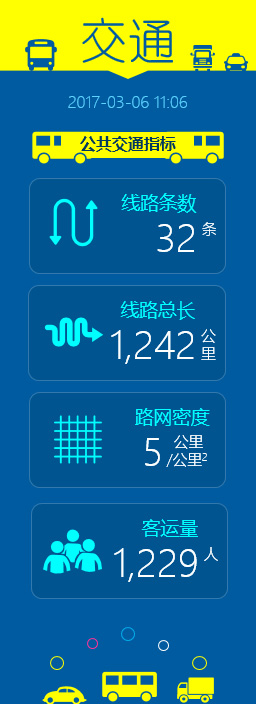 交通
2017-03-06 11:06
公共交通指标
线路条数
32 条
线路总长
1,242 公里
路网密度
5 公里
/公里²
客运量
1,229 人